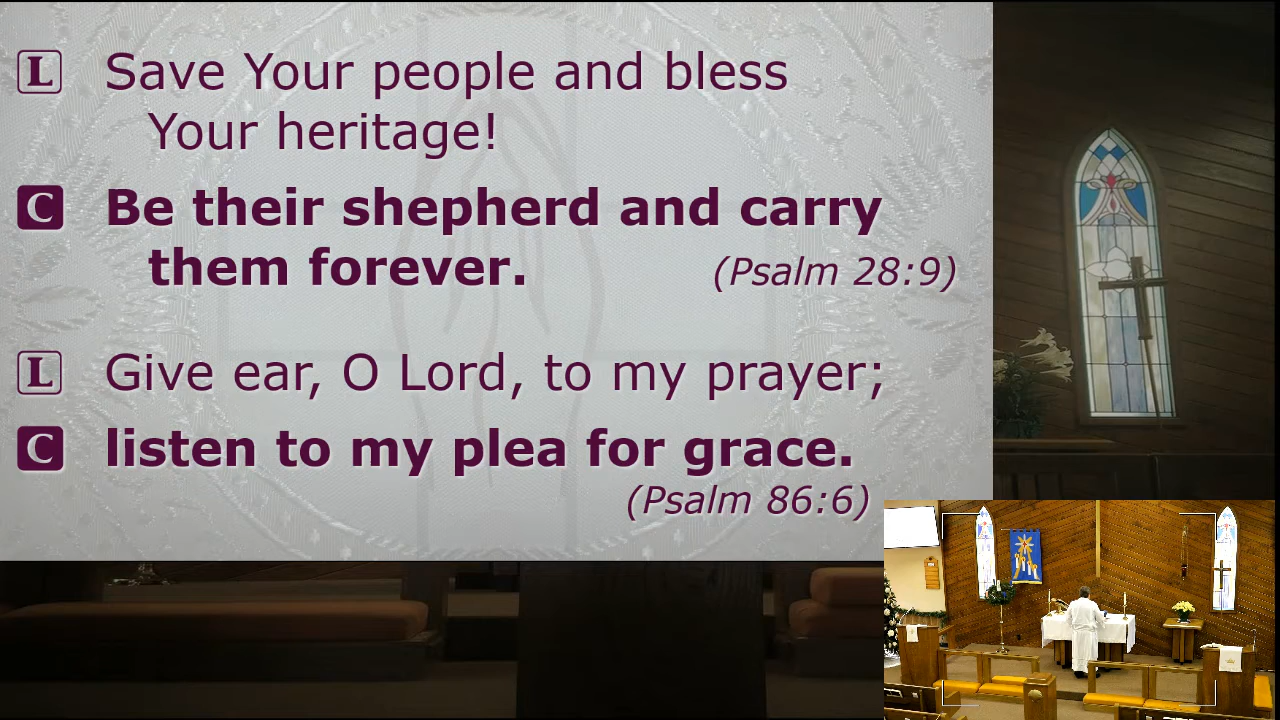 L Save Your people and bless
Your heritage!
C Be their shepherd and carry
them forever. (Psalm 28:9)
L Give ear, O Lord, to my prayer;
C listen to my plea for grace.
(Psalm 86:6)